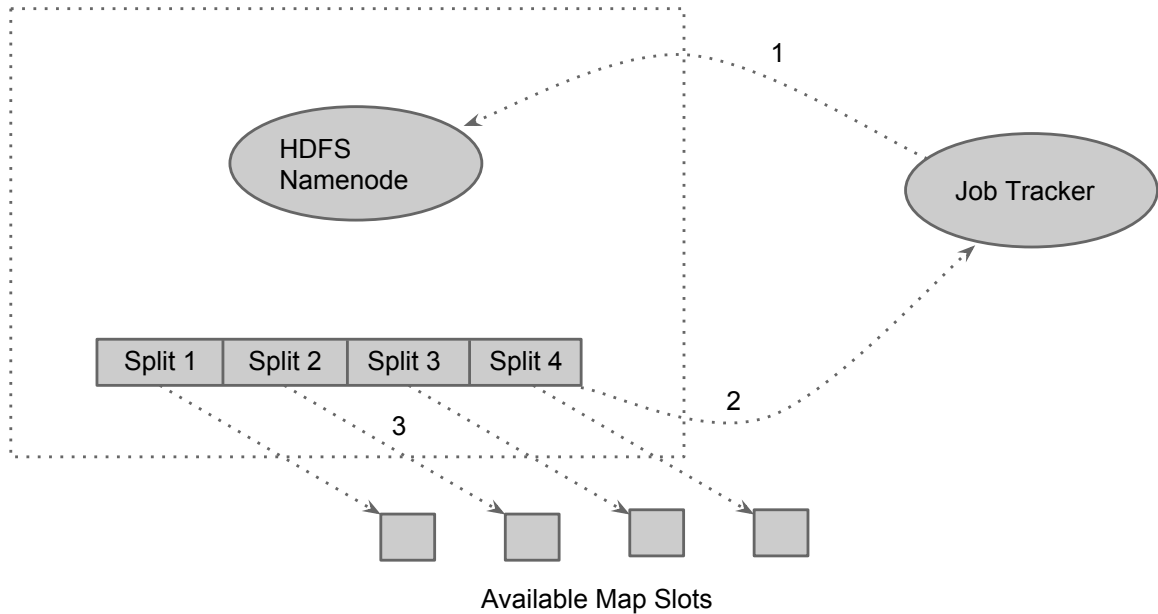 1
HDFS
Namenode
Job Tracker
Split 1
Split 2
Split 3
Split 4
2
3
Available Map Slots